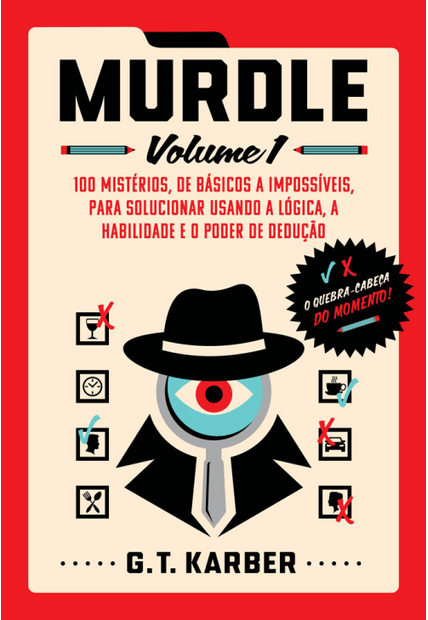 MURDLE
Volume 1
100 MISTÉRIOS, DE BÁSICOS A IMPOSSÍVEIS,
PARA SOLUCIONAR USANDO A LÓGICA, A
HABILIDADE E O PODER DE DEDUÇÃO
O QUEBRA-CABEÇA
DO MOMENTO!
G.T. KARBER